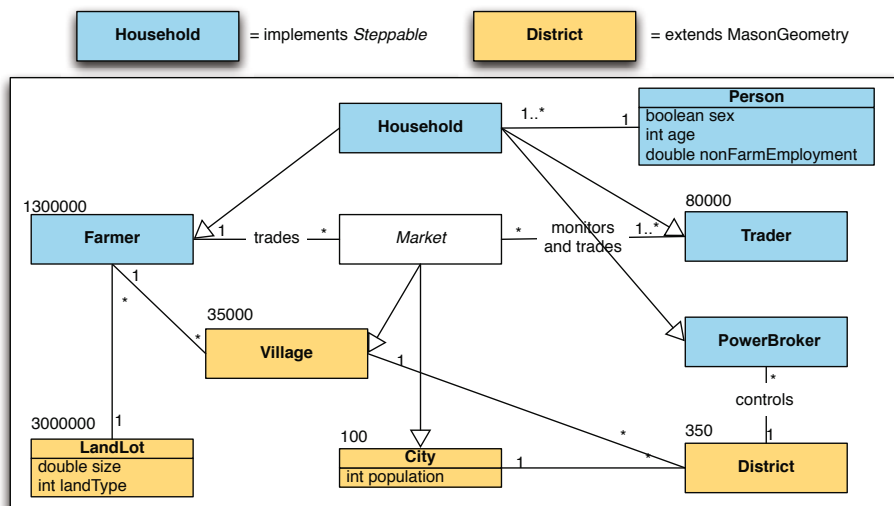 Household = implements Steppable
District = extends MasonGeometry
Person
boolean sex
int age
double nonFarmEmployment
Household
1..*
1
1300000
Farmer
1
trades
*
Market
*
monitors
and trades
1..*
80000
Trader
1
*
*
35000
Village
1
PowerBroker
*
controls
1
3000000
1
LandLot
double size
int landType
100
City
int population
1
*
*
350
District